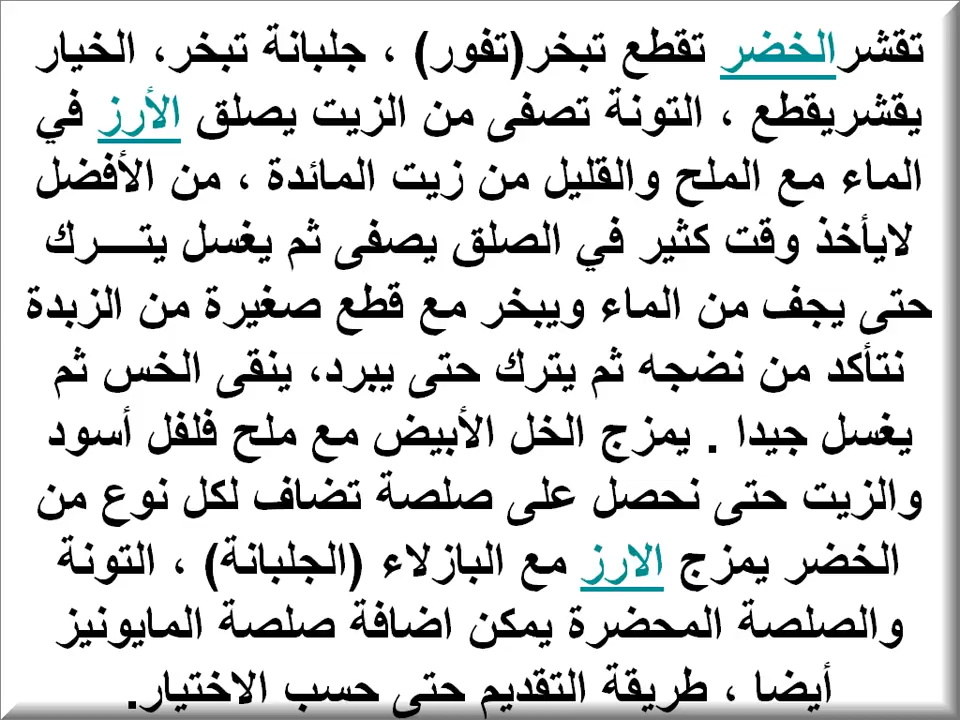 تقشرالخضر تقطع تبخر(تفور) ، جلبانة تبخر، الخيار
يقشريقطع ، التونة تصفى من الزيت يصلق الأرز في
الماء مع الملح والقليل من زيت المائدة ، من الأفضل
لايأخذ وقت كثير في الصلق يصفى ثم يغسل يتـــرك
حتى يجف من الماء ويبخر مع قطع صغيرة من الزبدة
نتأكد من نضجه ثم يترك حتى يبرد، ينقى الخس ثم
يغسل جيدا . يمزج الخل الأبيض مع ملح فلفل أسود
والزيت حتى نحصل على صلصة تضاف لكل نوع من
الخضر يمزج الارز مع البازلاء (الجلبانة) ، التونة
والصلصة المحضرة يمكن اضافة صلصة المايونيز
أيضا ، طريقة التقديم حتى حسب الاختيار.